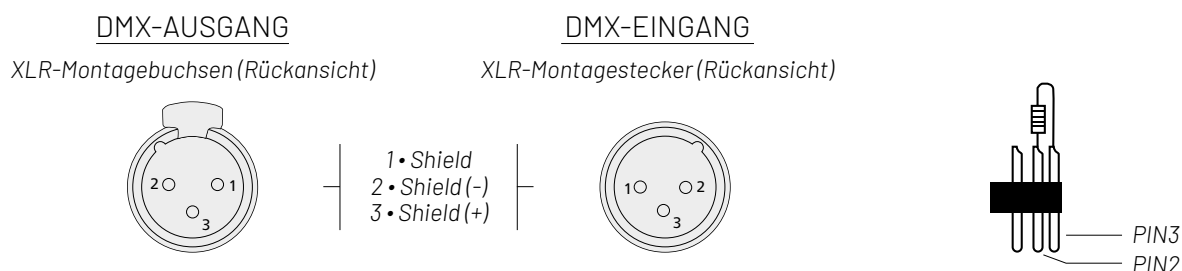 DMX-AUSGANG
XLR-Montagebuchsen (Rückansicht)
2 1
3
1 • Shield
2 • Shield (-)
3 • Shield (+)
DMX-EINGANG
XLR-Montagestecker (Rückansicht)
1 2
3
PIN3
PIN2